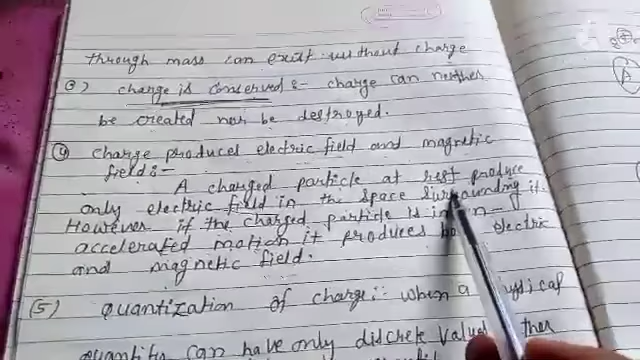 through mass can exist without charge
(3) charge is conserved :- charge can neither
be created nor be destroyed.
(4) charge produces electric field and magnetic
field :-
A charged particle at rest produce
only electric field in the space surrounding it.
However if the charged particle is in
accelerated motion it produces electric
and magnetic field.
(5) quantization of charge :- when a
quantity can have only discrete values